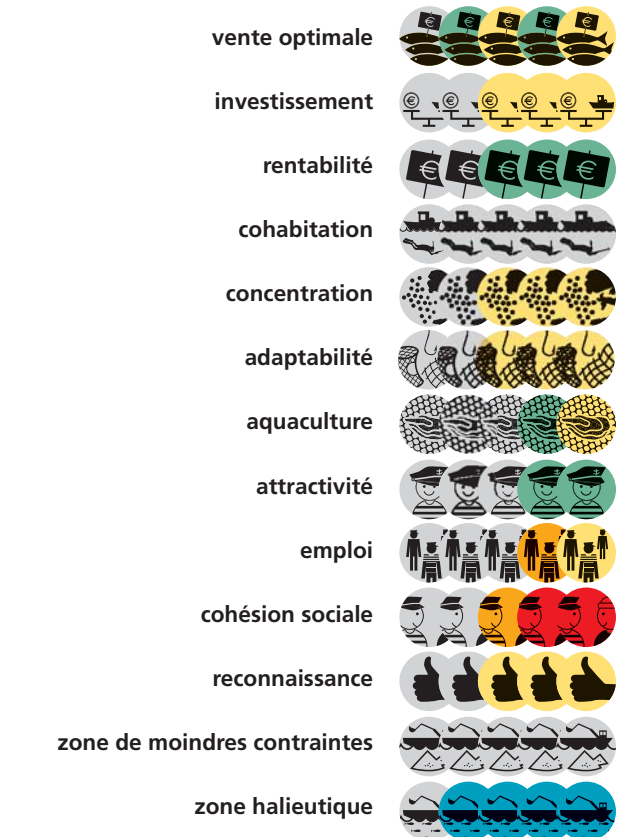 vente optimale
investissement
rentabilité
cohabitation
concentration
adaptabilité
aquaculture
attractivité
emploi
cohésion sociale
reconnaissance
zone de moindres contraintes
zone halieutique